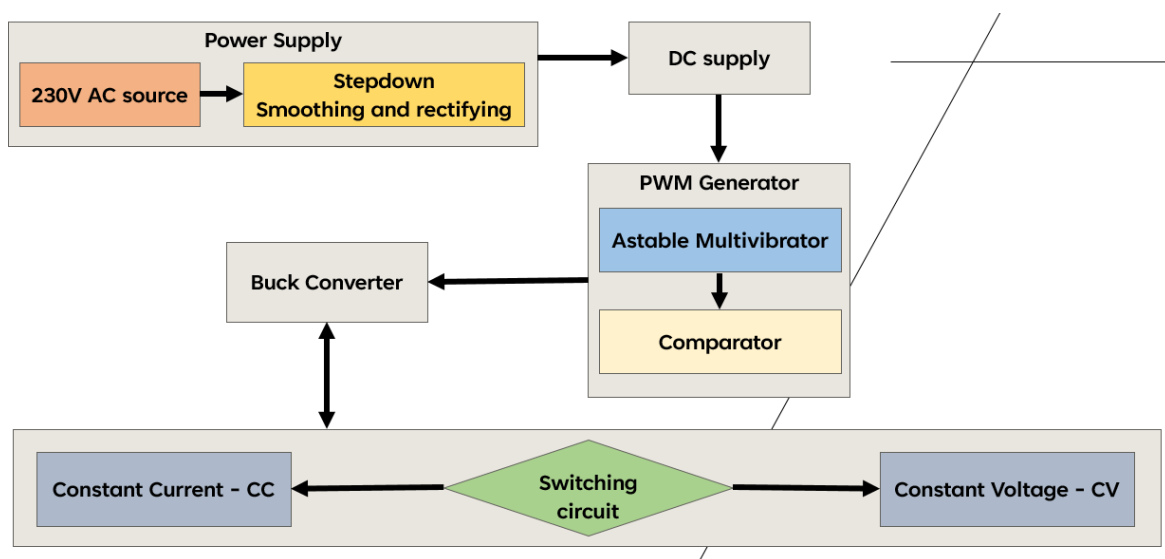 Power Supply
230V AC source
Stepdown
Smoothing and rectifying
DC supply
PWM Generator
Astable Multivibrator
Comparator
Buck Converter
Constant Current - CC
Switching
circuit
Constant Voltage - CV